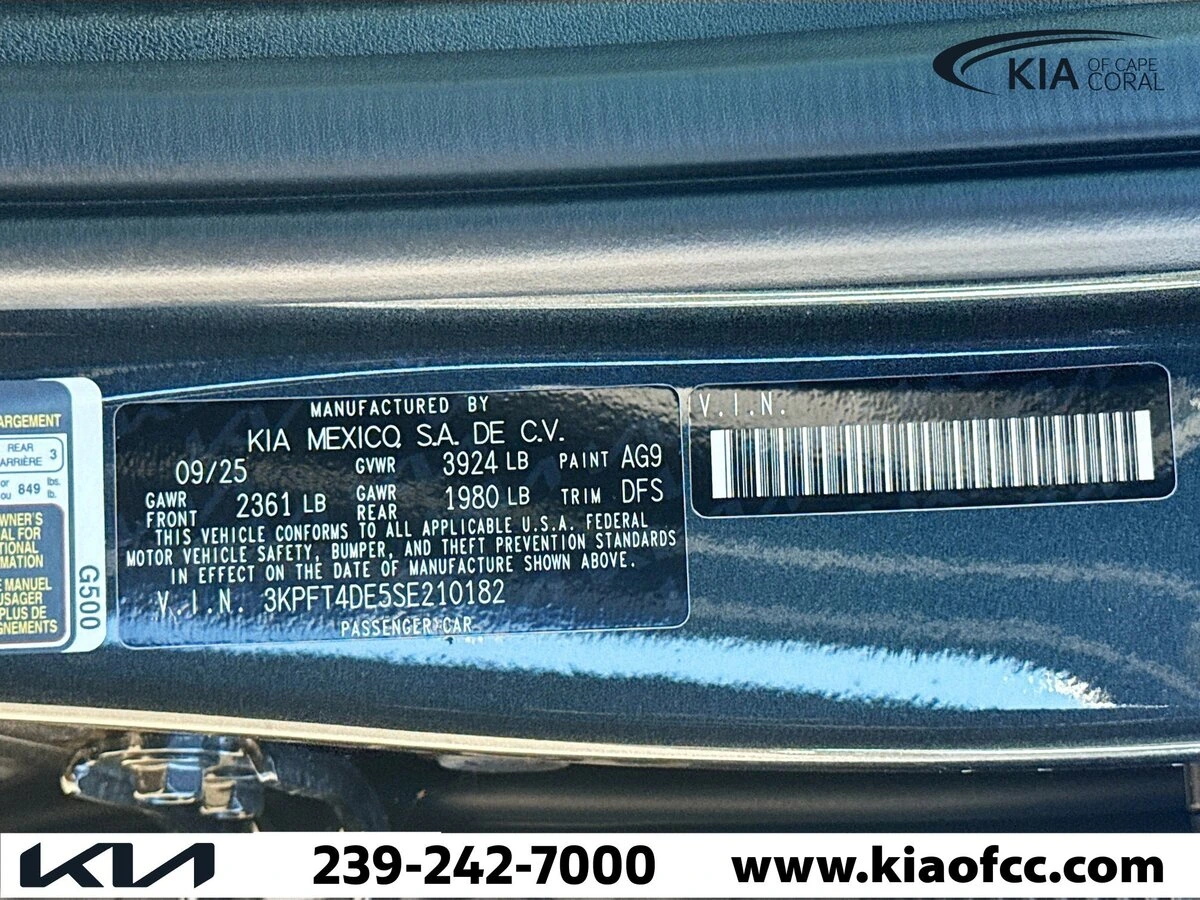 KIA OF CAPE CORAL
ARGEMENT
REAR
ARRIÈRE 3
or
ou 849 lbs.
lb.
WNER'S
AL FOR
TIONAL
MATION
E MANUEL
USAGER
PLUS DE
GNEMENTS
G500
MANUFACTURED BY
KIA MEXICO, S.A. DE C.V.
09/25 GVWR 3924 LB PAINT AG9
GAWR FRONT 2361 LB GAWR REAR 1980 LB TRIM DFS
THIS VEHICLE CONFORMS TO ALL APPLICABLE U.S.A. FEDERAL
MOTOR VEHICLE SAFETY, BUMPER, AND THEFT PREVENTION STANDARDS
IN EFFECT ON THE DATE OF MANUFACTURE SHOWN ABOVE.
V.I.N. 3KPFT4DE5SE210182
PASSENGER CAR
V.I.N.
KIA 239-242-7000 www.kiaofcc.com